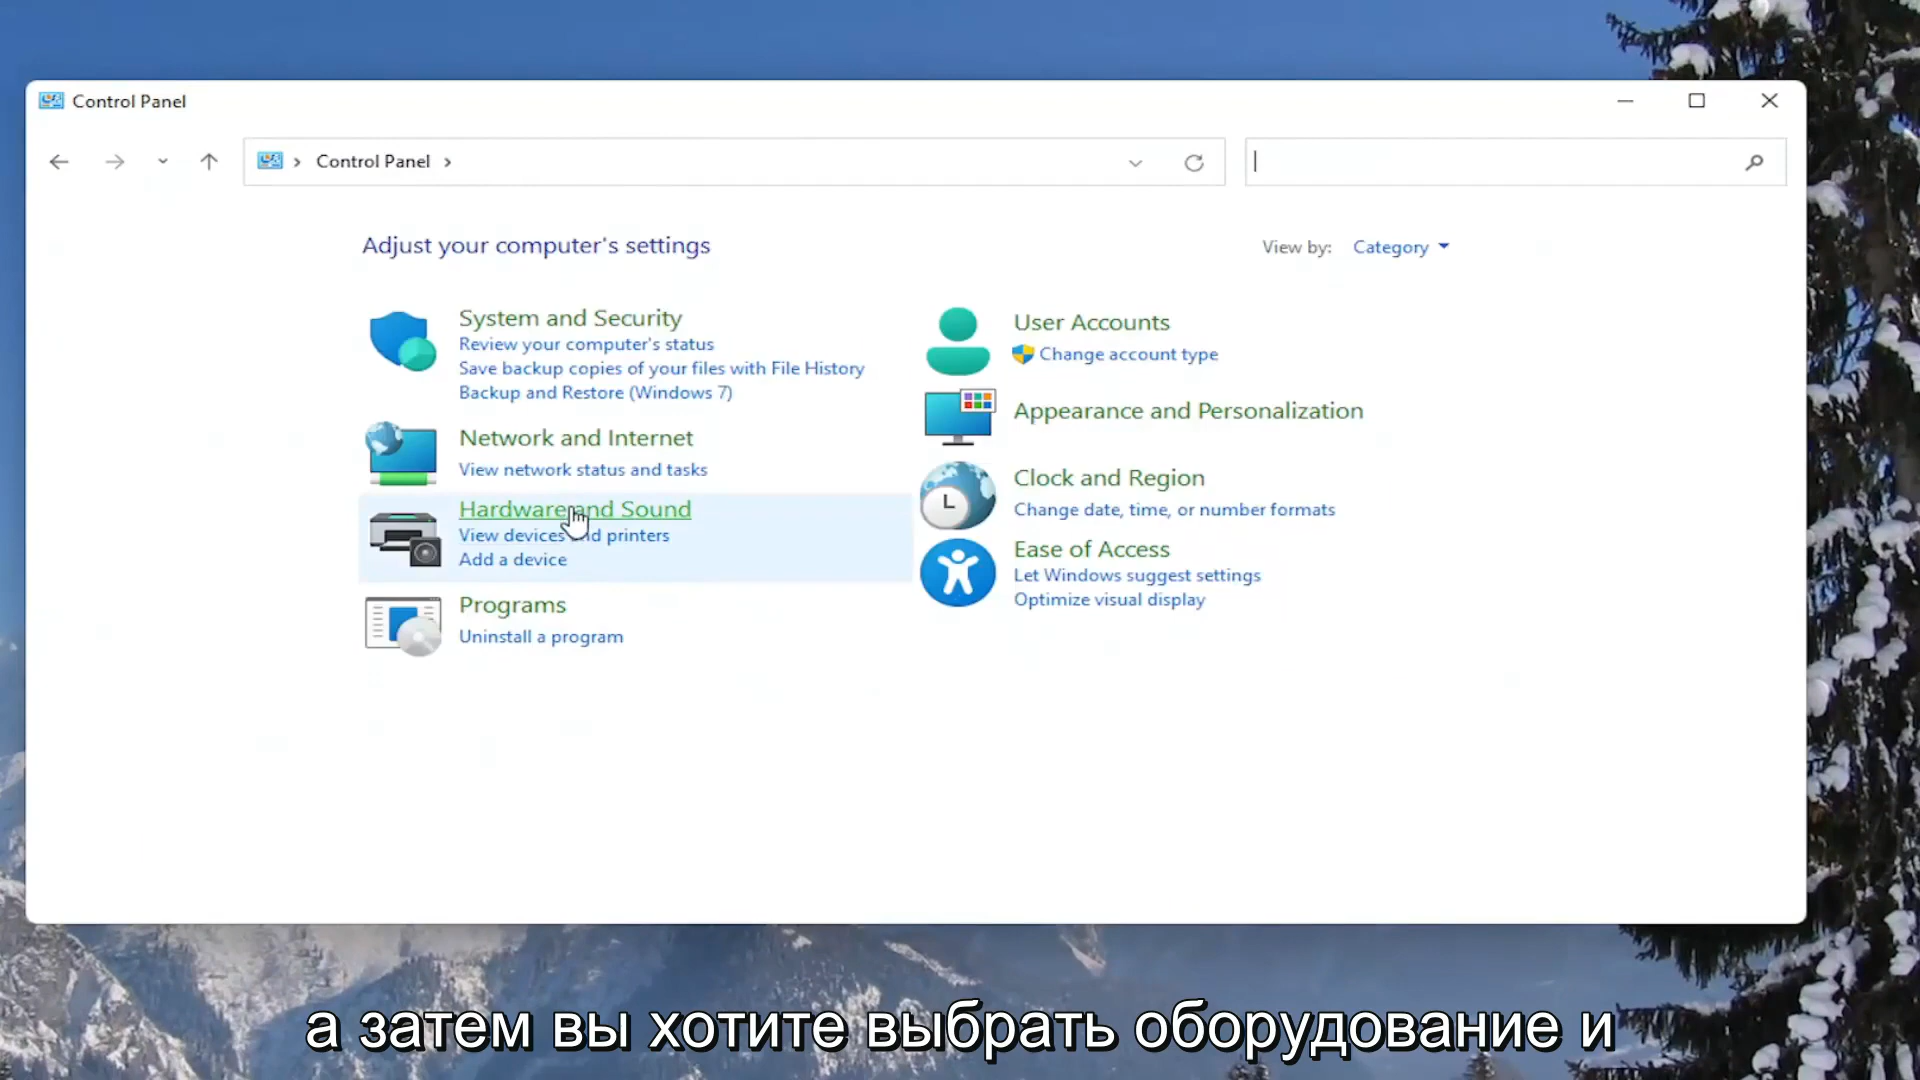 Control Panel
Control Panel
Adjust your computer's settings
View by: Category
System and Security
Review your computer's status
Save backup copies of your files with File History
Backup and Restore (Windows 7)
Network and Internet
View network status and tasks
Hardware and Sound
View devices and printers
Add a device
Programs
Uninstall a program
User Accounts
Change account type
Appearance and Personalization
Clock and Region
Change date, time, or number formats
Ease of Access
Let Windows suggest settings
Optimize visual display
а затем вы хотите выбрать оборудование и